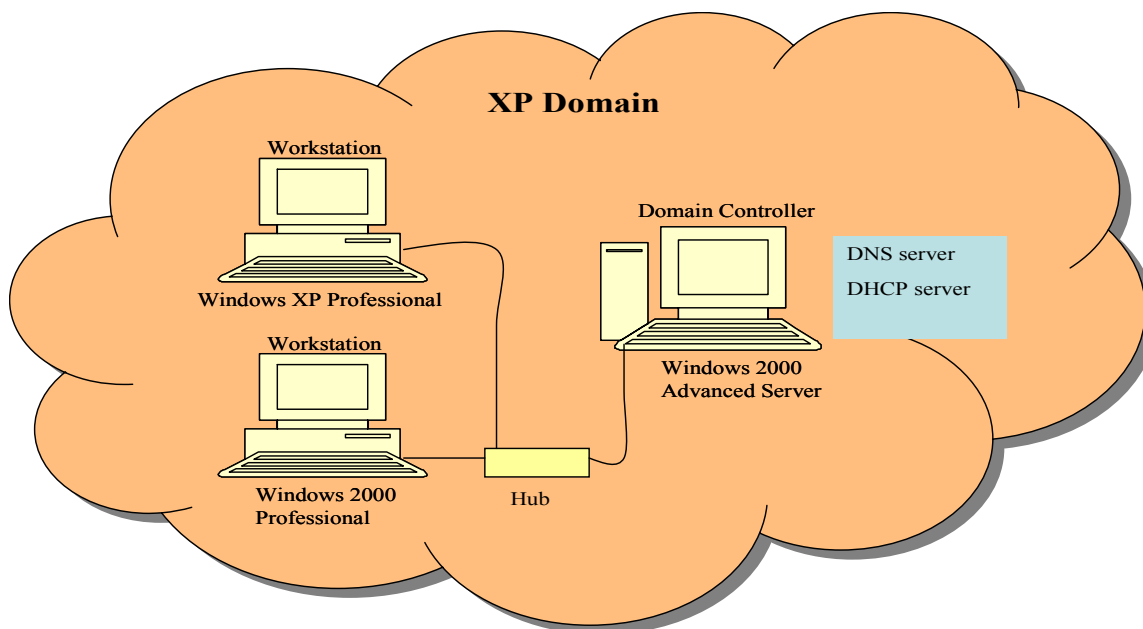 XP Domain
Workstation
Windows XP Professional
Workstation
Windows 2000
Professional
Hub
Domain Controller
Windows 2000
Advanced Server
DNS server
DHCP server